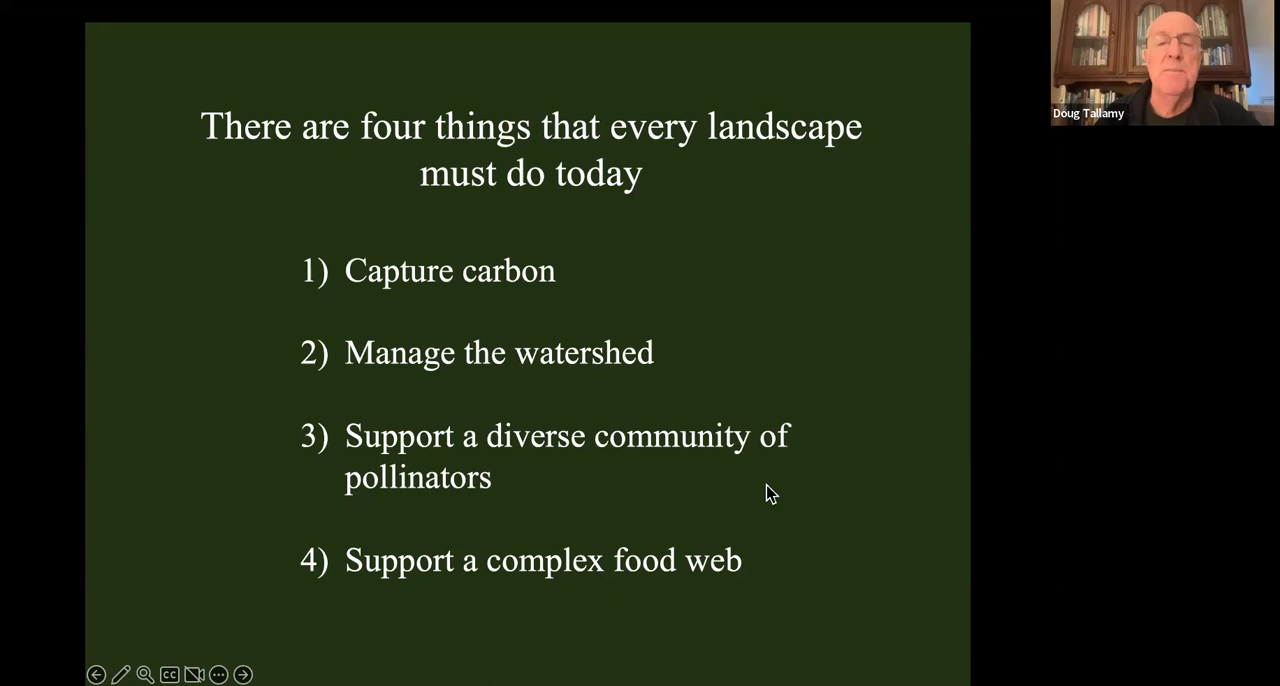 There are four things that every landscape
must do today
1) Capture carbon
2) Manage the watershed
3) Support a diverse community of
pollinators
4) Support a complex food web
Doug Tallamy
CC